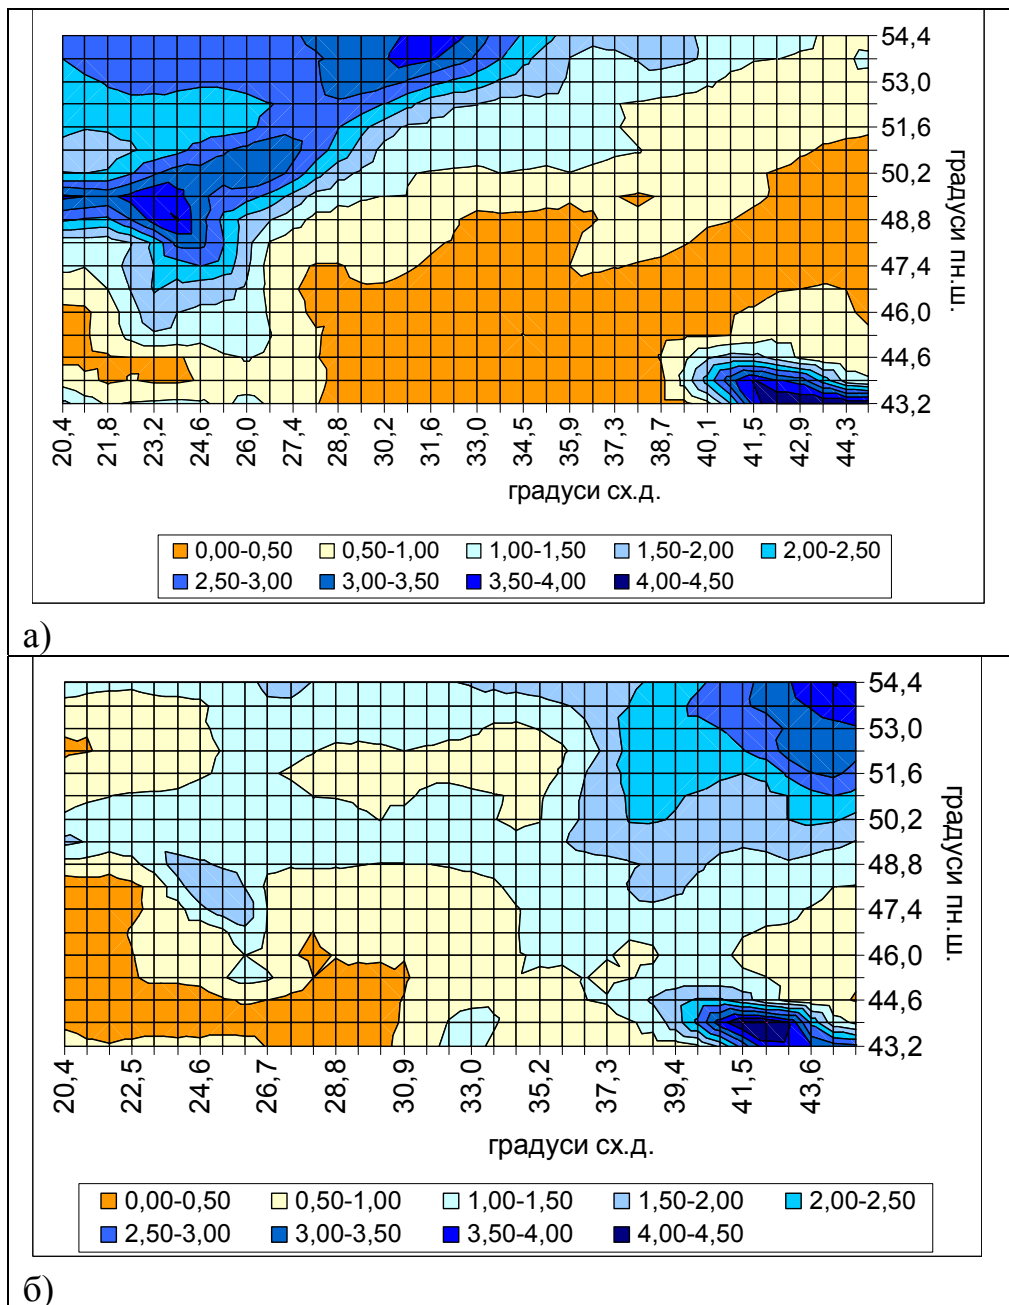 54,4
53,0
51,6
50,2
48,8
47,4
46,0
44,6
43,2
градуси пн.ш.
20,4 21,8 23,2 24,6 26,0 27,4 28,8 30,2 31,6 33,0 34,5 35,9 37,3 38,7 40,1 41,5 42,9 44,3
градуси сх.д.
0,00-0,50 0,50-1,00 1,00-1,50 1,50-2,00 2,00-2,50
2,50-3,00 3,00-3,50 3,50-4,00 4,00-4,50
а)
54,4
53,0
51,6
50,2
48,8
47,4
46,0
44,6
43,2
градуси пн.ш.
20,4 22,5 24,6 26,7 28,8 30,9 33,0 35,2 37,3 39,4 41,5 43,6
градуси сх.д.
0,00-0,50 0,50-1,00 1,00-1,50 1,50-2,00 2,00-2,50
2,50-3,00 3,00-3,50 3,50-4,00 4,00-4,50
б)